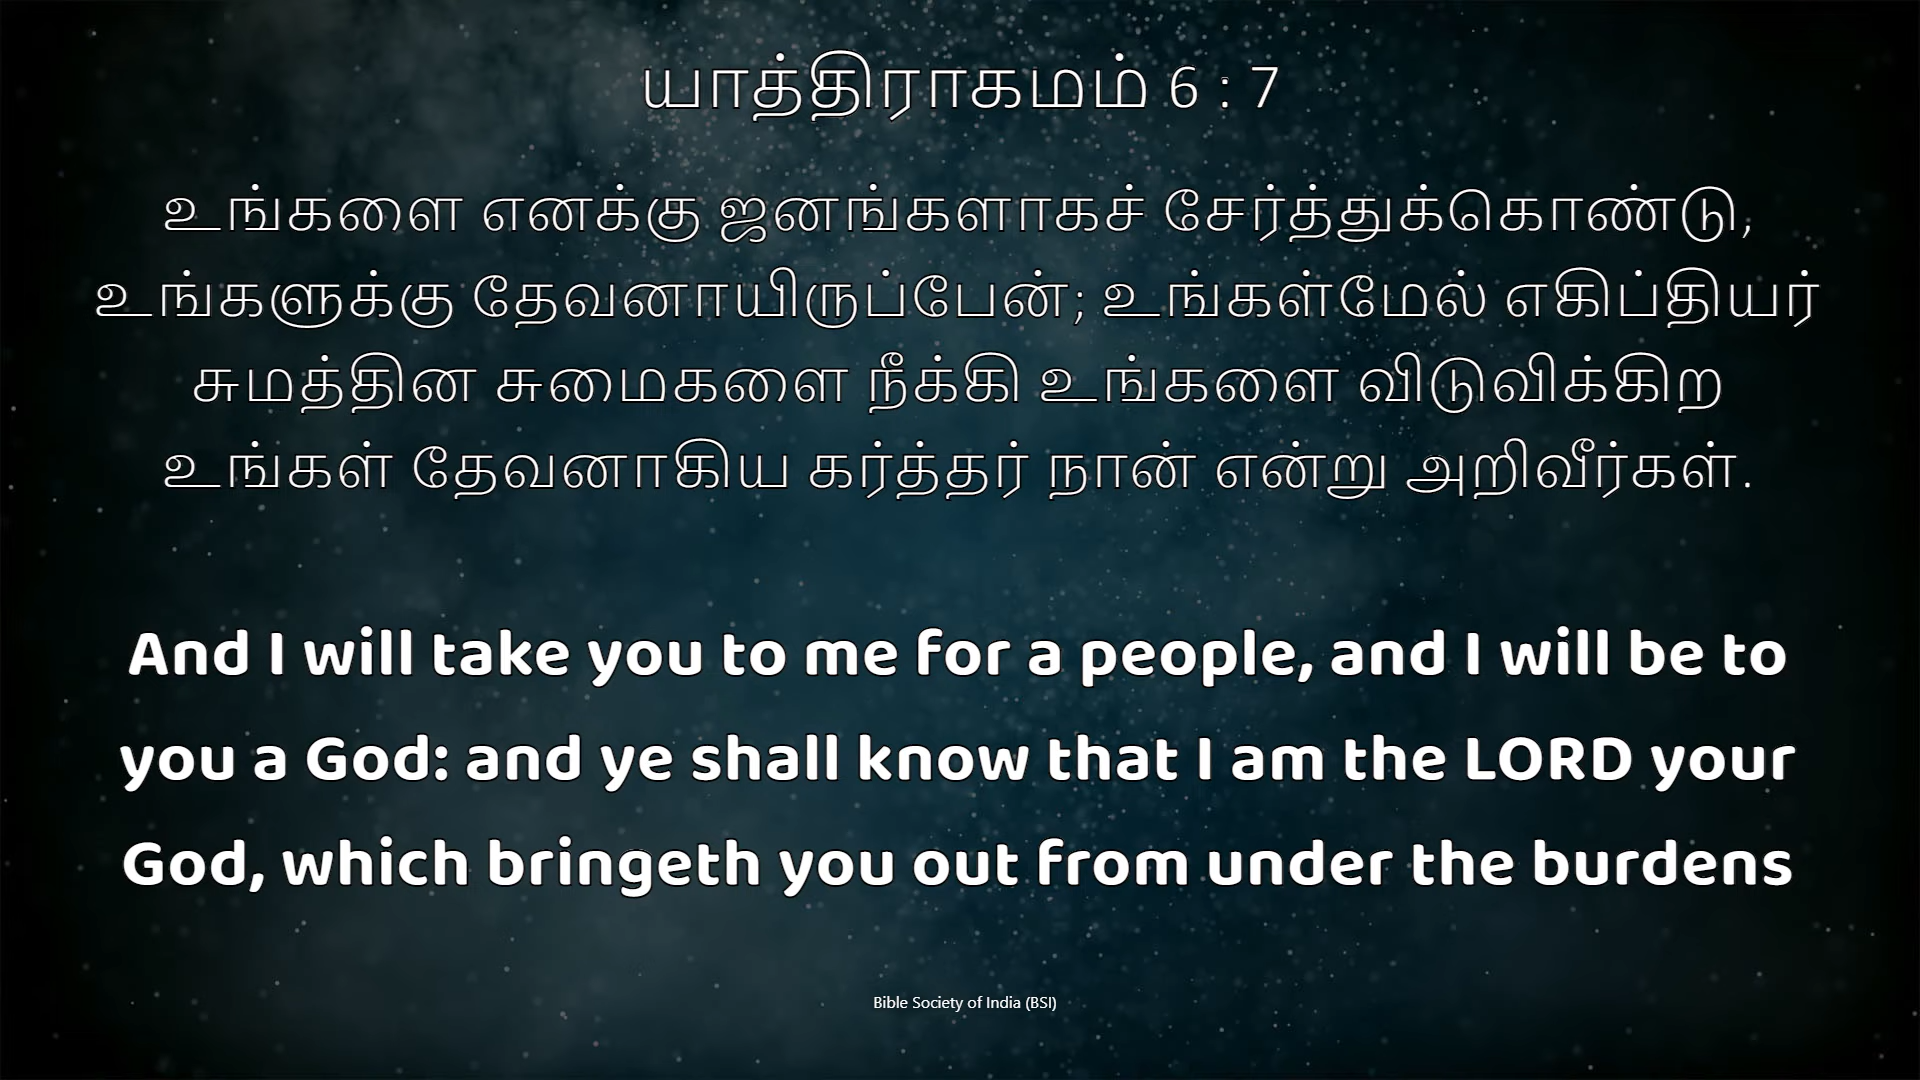 யாத்திராகமம் 6 : 7
உங்களை எனக்கு ஜனங்களாகச் சேர்த்துக்கொண்டு,
உங்களுக்கு தேவனாயிருப்பேன்; உங்கள்மேல் எகிப்தியர்
சுமத்தின சுமைகளை நீக்கி உங்களை விடுவிக்கிற
உங்கள் தேவனாகிய கர்த்தர் நான் என்று அறிவீர்கள்.
And I will take you to me for a people, and I will be to
you a God: and ye shall know that I am the LORD your
God, which bringeth you out from under the burdens
Bible Society of India (BSI)